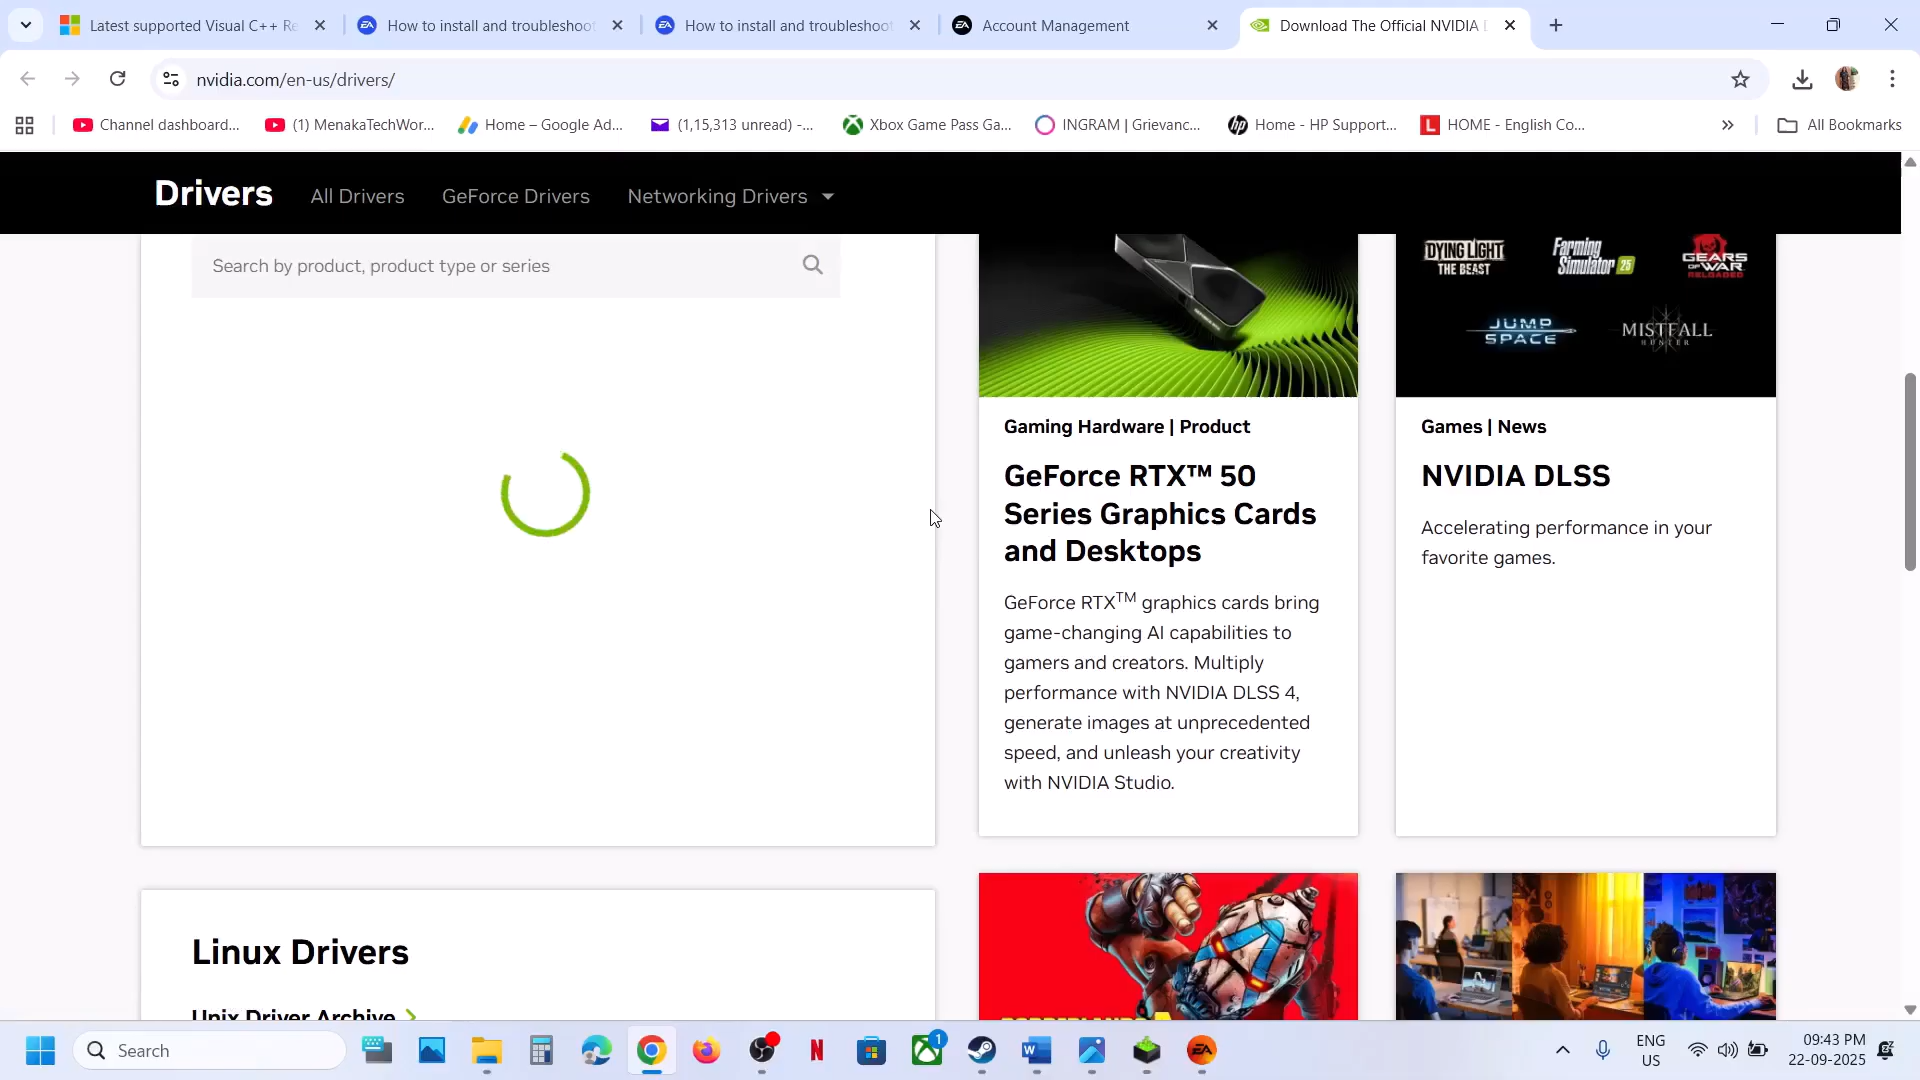 Latest supported Visual C++ Re
How to install and troubleshoot
How to install and troubleshoot
Account Management
Download The Official NVIDIA D
nvidia.com/en-us/drivers/
Channel dashboard...
(1) MenakaTechWor...
Home – Google Ad...
(1,15,313 unread) -...
Xbox Game Pass Ga...
INGRAM | Grievanc...
Home - HP Support...
HOME - English Co...
All Bookmarks
Drivers
All Drivers
GeForce Drivers
Networking Drivers
Search by product, product type or series
DYING LIGHT
THE BEAST
Farming
Simulator 25
GEARS
OF WAR
RELOADED
JUMP
SPACE
MISTFALL
HUNTER
Gaming Hardware | Product
GeForce RTX™ 50
Series Graphics Cards
and Desktops
GeForce RTXTM graphics cards bring
game-changing AI capabilities to
gamers and creators. Multiply
performance with NVIDIA DLSS 4,
generate images at unprecedented
speed, and unleash your creativity
with NVIDIA Studio.
Games | News
NVIDIA DLSS
Accelerating performance in your
favorite games.
Linux Drivers
Unix Driver Archive
Search
1
ENG
US
09:43 PM
22-09-2025